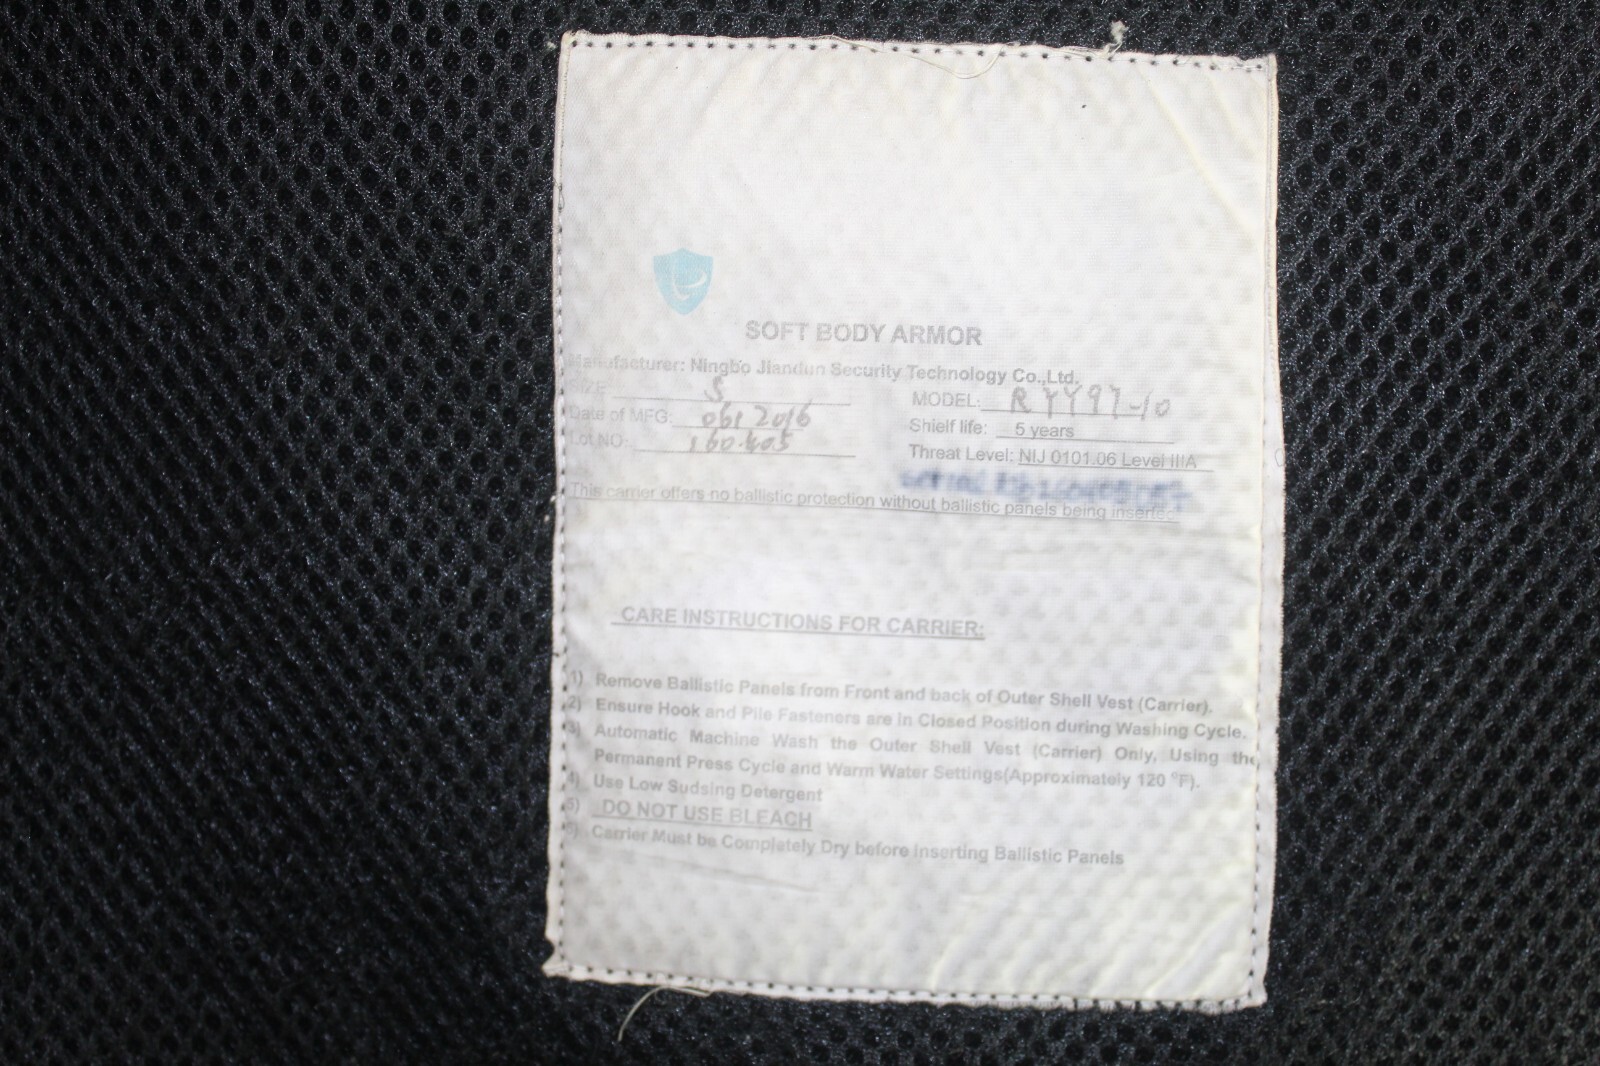 SOFT BODY ARMOR
Manufacturer: Ningbo Jiandun Security Technology Co.,Ltd.
SIZE S MODEL: RYY97-10
Date of MFG: 061 2016 Shielf life: 5 years
Lot NO: 160405 Threat Level: NIJ 0101.06 Level IIIA
This carrier offers no ballistic protection without ballistic panels being inserted
CARE INSTRUCTIONS FOR CARRIER:
1) Remove Ballistic Panels from Front and back of Outer Shell Vest (Carrier).
2) Ensure Hook and Pile Fasteners are in Closed Position during Washing Cycle.
3) Automatic Machine Wash the Outer Shell Vest (Carrier) Only, Using the
Permanent Press Cycle and Warm Water Settings(Approximately 120 °F).
4) Use Low Sudsing Detergent
5) DO NOT USE BLEACH
6) Carrier Must be Completely Dry before Inserting Ballistic Panels